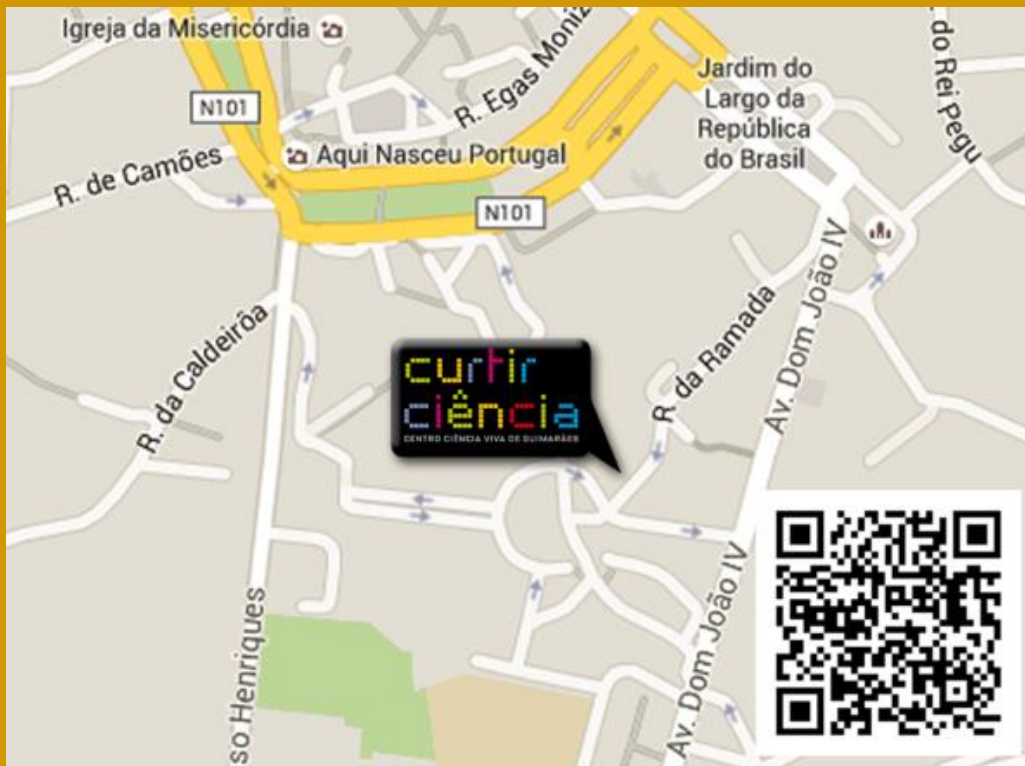 Igreja da Misericórdia
do Rei Pegu
N101
R. Egas Moniz
Jardim do
Largo da
República
do Brasil
R. de Camões
Aqui Nasceu Portugal
N101
R. da Caldeirôa
R. da Ramada
Av. Dom João IV
curtir
ciência
CENTRO CIÊNCIA VIVA DE GUIMARÃES
so Henriques
Av. Dom João IV